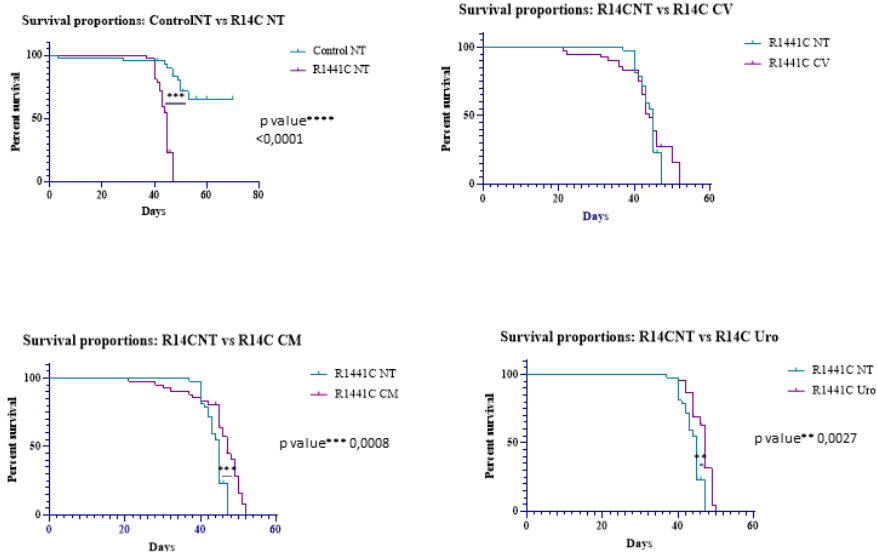 Survival proportions: ControlNT vs R14C NT
Percent survival
100
50
0
0 20 40 60 80
Days
***
Control NT
R1441C NT
p value****
<0,0001
Survival proportions: R14CNT vs R14C CV
Percent survival
100
50
0
0 20 40 60
Days
R1441C NT
R1441C CV
Survival proportions: R14CNT vs R14C CM
Percent survival
100
50
0
0 20 40 60
Days
***
R1441C NT
R1441C CM
p value*** 0,0008
Survival proportions: R14CNT vs R14C Uro
Percent survival
100
50
0
0 20 40 60
Days
**
R1441C NT
R1441C Uro
p value** 0,0027